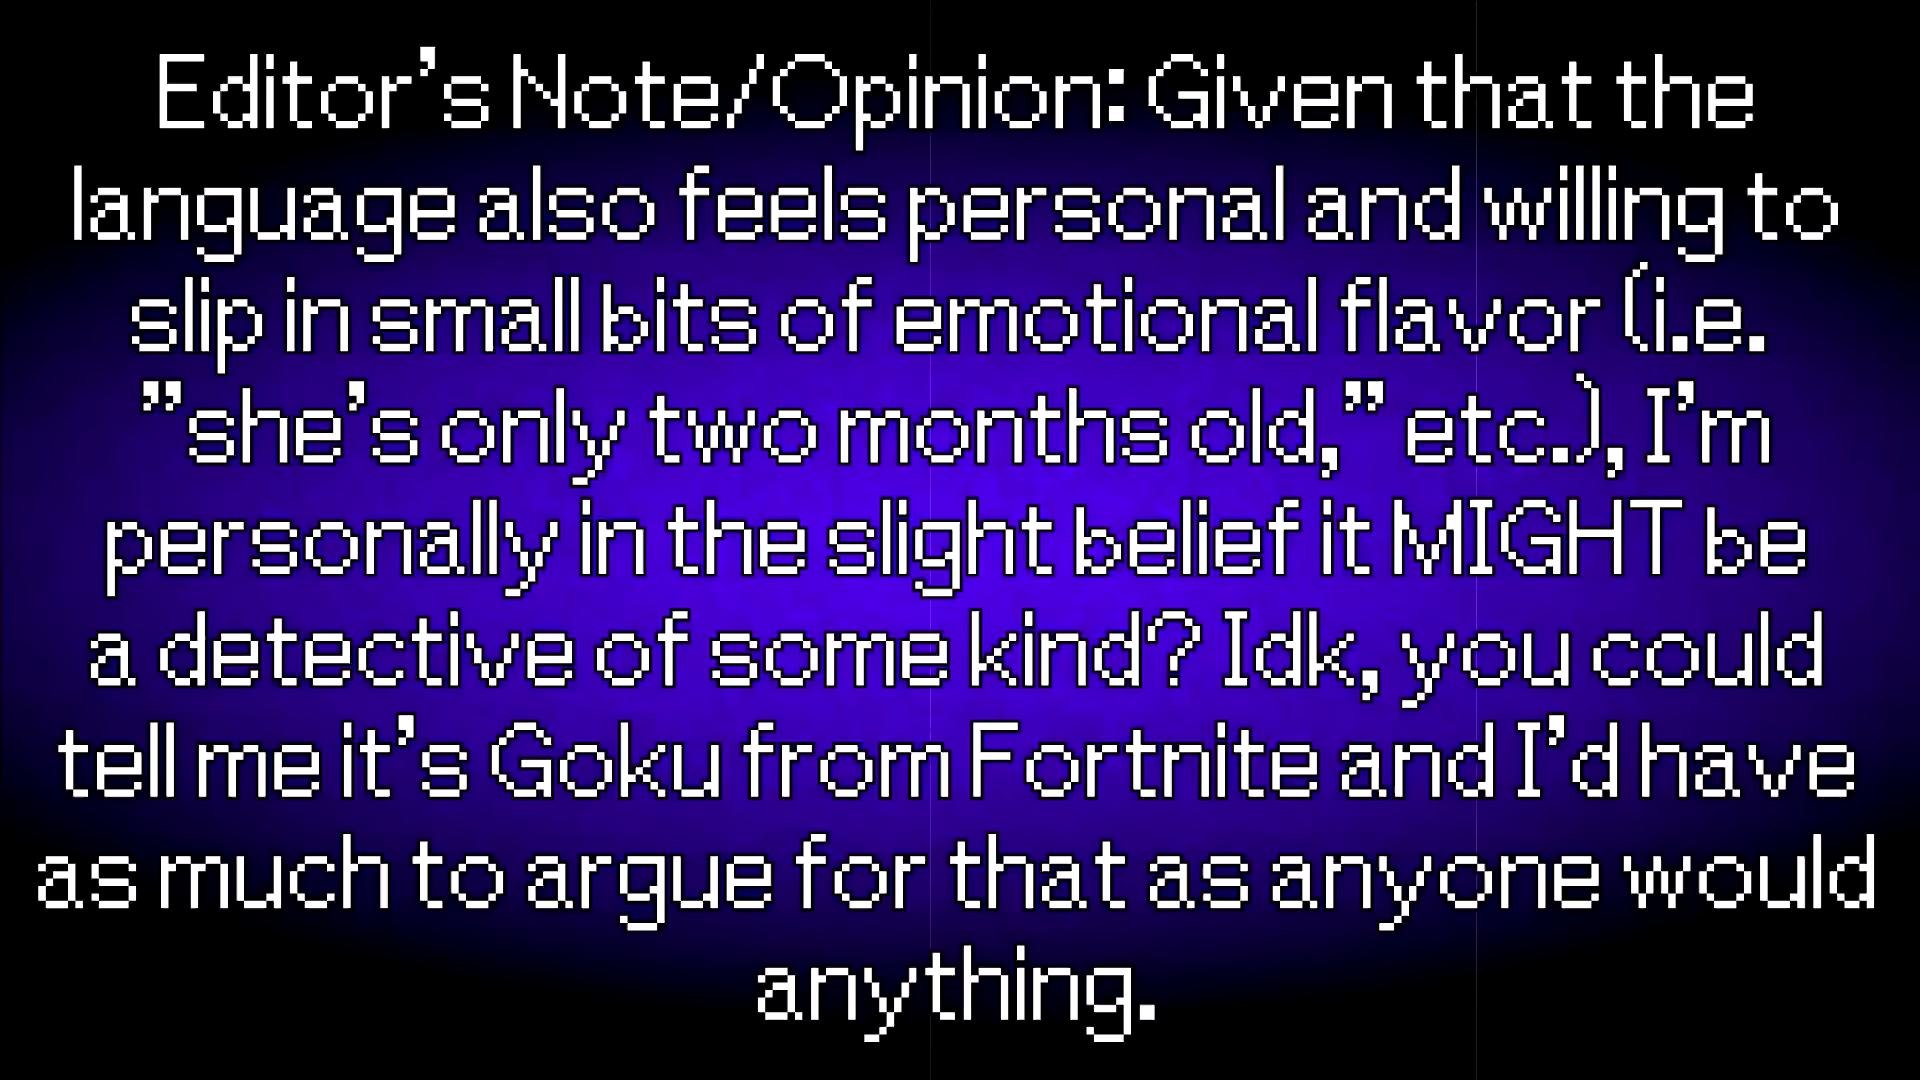 Editor's Note/Opinion: Given that the
language also feels personal and willing to
slip in small bits of emotional flavor (i.e.
"she's only two months old," etc.), I'm
personally in the slight belief it MIGHT be
a detective of some kind? Idk, you could
tell me it's Goku from Fortnite and I'd have
as much to argue for that as anyone would
anything.